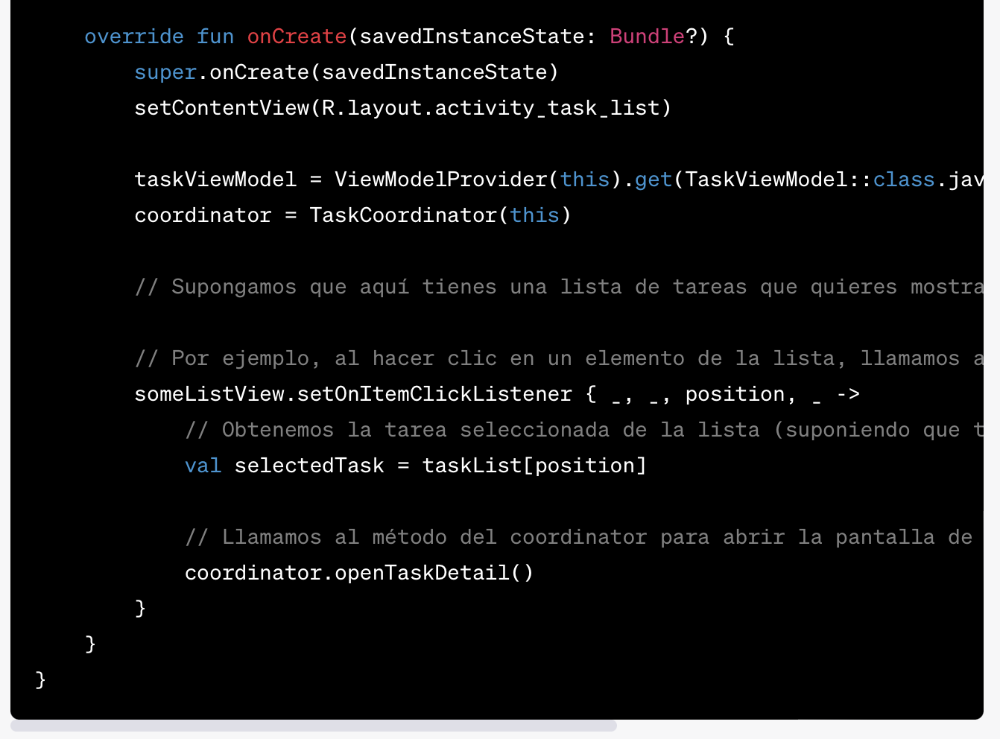 override fun onCreate(savedInstanceState: Bundle?) {
super.onCreate(savedInstanceState)
setContentView(R.layout.activity_task_list)
taskViewModel = ViewModelProvider(this).get(TaskViewModel::class.jav
coordinator = TaskCoordinator(this)
// Supongamos que aquí tienes una lista de tareas que quieres mostra
// Por ejemplo, al hacer clic en un elemento de la lista, llamamos a
someListView.setOnItemClickListener { _, _, position, _ ->
// Obtenemos la tarea seleccionada de la lista (suponiendo que t
val selectedTask = taskList[position]
// Llamamos al método del coordinator para abrir la pantalla de
coordinator.openTaskDetail()
}
}
}